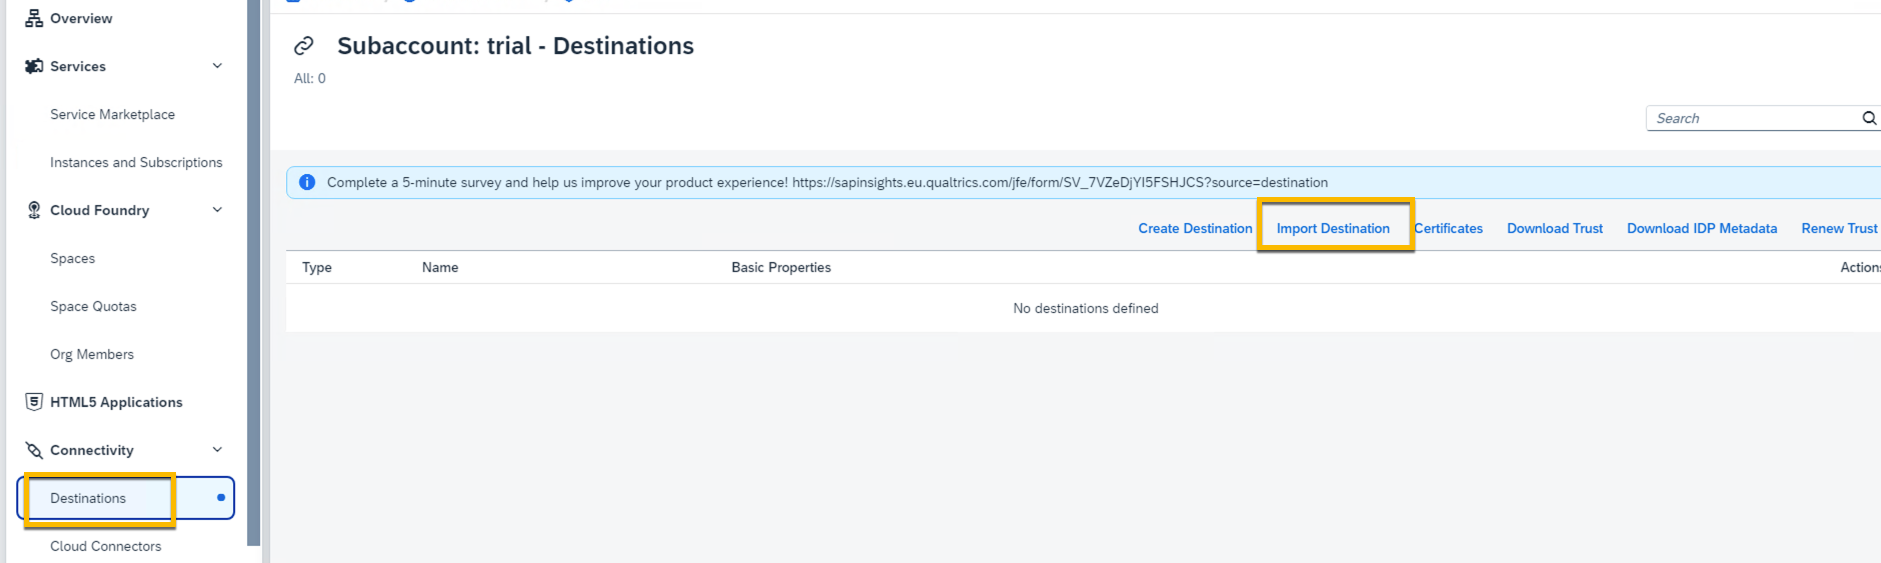 Overview
Services
Service Marketplace
Instances and Subscriptions
Cloud Foundry
Spaces
Space Quotas
Org Members
HTML5 Applications
Connectivity
Destinations
Cloud Connectors
Subaccount: trial - Destinations
All: 0
Search
Complete a 5-minute survey and help us improve your product experience! https://sapinsights.eu.qualtrics.com/jfe/form/SV_7VZeDjYI5FSHJCS?source=destination
Create Destination Import Destination Certificates Download Trust Download IDP Metadata Renew Trust
Type Name Basic Properties Actions
No destinations defined